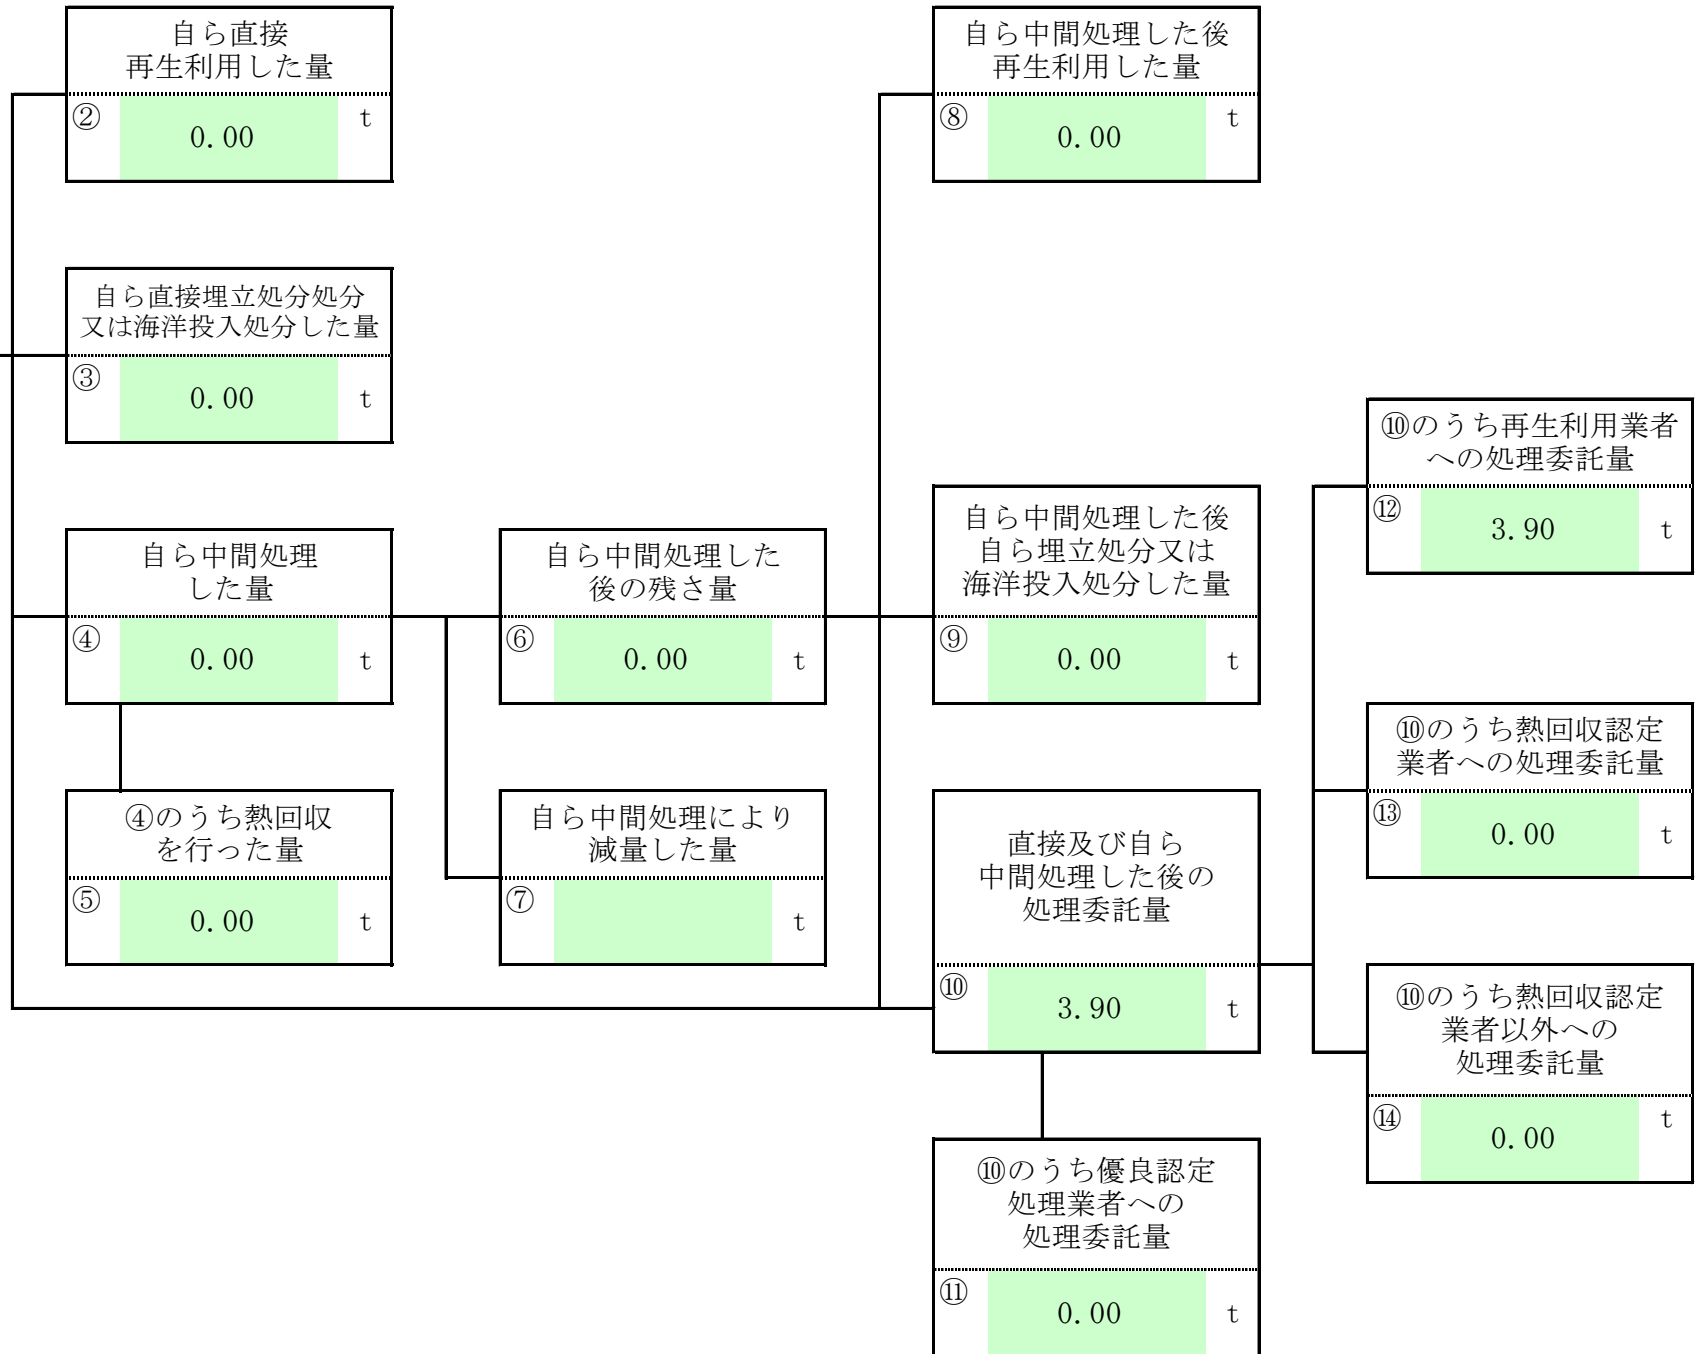 自ら直接
再生利用した量
②
0.00
t
自ら中間処理した後
再生利用した量
⑧
0.00
t
自ら直接埋立処分処分
又は海洋投入処分した量
③
0.00
t
⑩のうち再生利用業者
への処理委託量
⑫
3.90
t
自ら中間処理
した量
④
0.00
t
自ら中間処理した
後の残さ量
⑥
0.00
t
自ら中間処理した後
自ら埋立処分又は
海洋投入処分した量
⑨
0.00
t
⑩のうち熱回収認定
業者への処理委託量
⑬
0.00
t
④のうち熱回収
を行った量
⑤
0.00
t
自ら中間処理により
減量した量
⑦
t
直接及び自ら
中間処理した後の
処理委託量
⑩
3.90
t
⑩のうち熱回収認定
業者以外への
処理委託量
⑭
0.00
t
⑩のうち優良認定
処理業者への
処理委託量
⑪
0.00
t